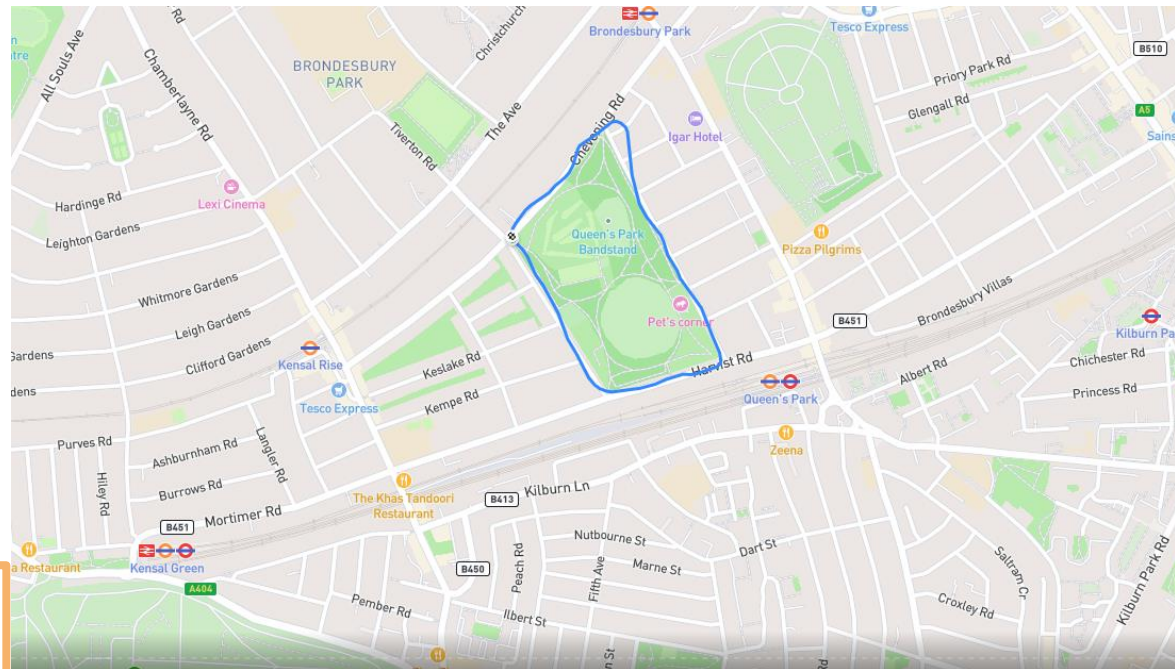 Brondesbury Park
Tesco Express
B510
All Souls Ave
Chamberlayne Rd
Christchurch
BRONDESBURY
PARK
The Ave
Chevening Rd
Priory Park Rd
Glengall Rd
A5
Sains
Tiverton Rd
Igar Hotel
Lexi Cinema
Hardinge Rd
Leighton Gardens
Queen's Park
Bandstand
Pizza Pilgrims
Whitmore Gardens
Leigh Gardens
Clifford Gardens
Gardens
dens
Pet's corner
Brondesbury Villas
B451
Kilburn Pa
Kensal Rise
Keslake Rd
Harvist Rd
Albert Rd
Chichester Rd
Princess Rd
Tesco Express
Kempe Rd
Queen's Park
Purves Rd
Ashburnham Rd
Langler Rd
Hiley Rd
Burrows Rd
Zeena
The Khas Tandoori
Restaurant
Kilburn Ln
B413
Mortimer Rd
B451
Nutbourne St
Dart St
a Restaurant
Kensal Green
B450
Peach Rd
Fifth Ave
Marne St
Saltram Cr
Kilburn Park Rd
A404
Pember Rd
Ilbert St
Croxley Rd
n St
Rd
Rd